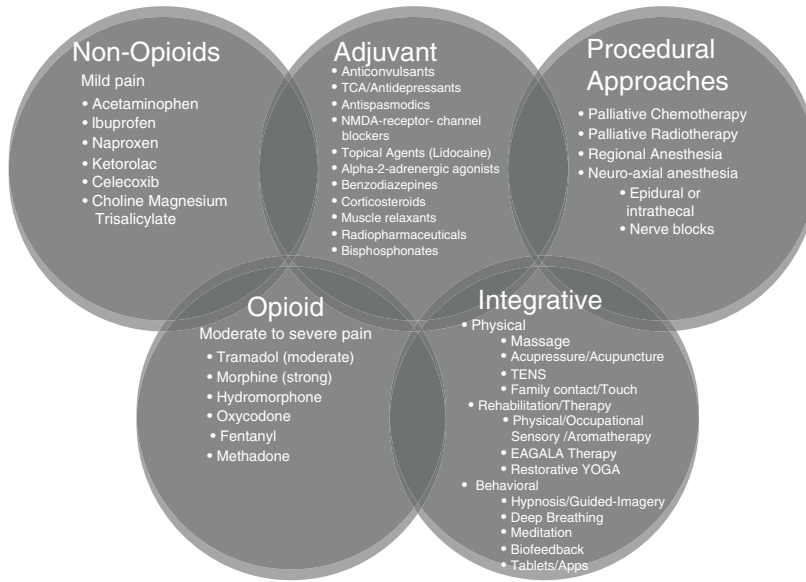 Non-Opioids
Mild pain
• Acetaminophen
• Ibuprofen
• Naproxen
• Ketorolac
• Celecoxib
• Choline Magnesium
Trisalicylate
Adjuvant
• Anticonvulsants
• TCA/Antidepressants
• Antispasmodics
• NMDA-receptor- channel
blockers
• Topical Agents (Lidocaine)
• Alpha-2-adrenergic agonists
• Benzodiazepines
• Corticosteroids
• Muscle relaxants
• Radiopharmaceuticals
• Bisphosphonates
Procedural
Approaches
• Palliative Chemotherapy
• Palliative Radiotherapy
• Regional Anesthesia
• Neuro-axial anesthesia
• Epidural or
intrathecal
• Nerve blocks
Opioid
Moderate to severe pain
• Tramadol (moderate)
• Morphine (strong)
• Hydromorphone
• Oxycodone
• Fentanyl
• Methadone
Integrative
• Physical
• Massage
• Acupressure/Acupuncture
• TENS
• Family contact/Touch
• Rehabilitation/Therapy
• Physical/Occupational
Sensory /Aromatherapy
• EAGALA Therapy
• Restorative YOGA
• Behavioral
• Hypnosis/Guided-Imagery
• Deep Breathing
• Meditation
• Biofeedback
• Tablets/Apps